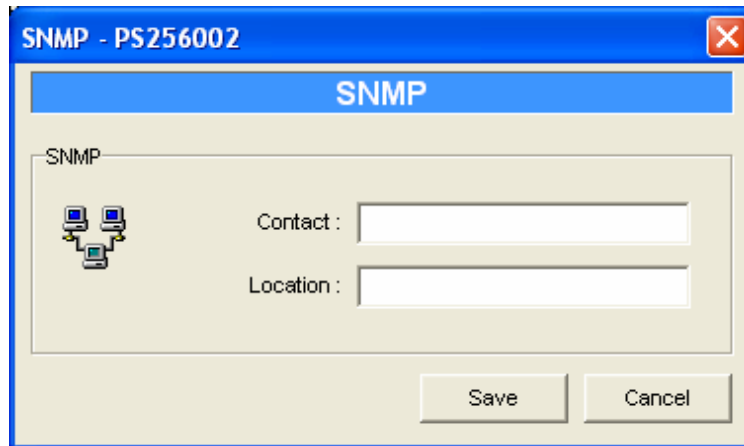 SNMP - PS256002
SNMP
SNMP
Contact :
Location :
Save Cancel